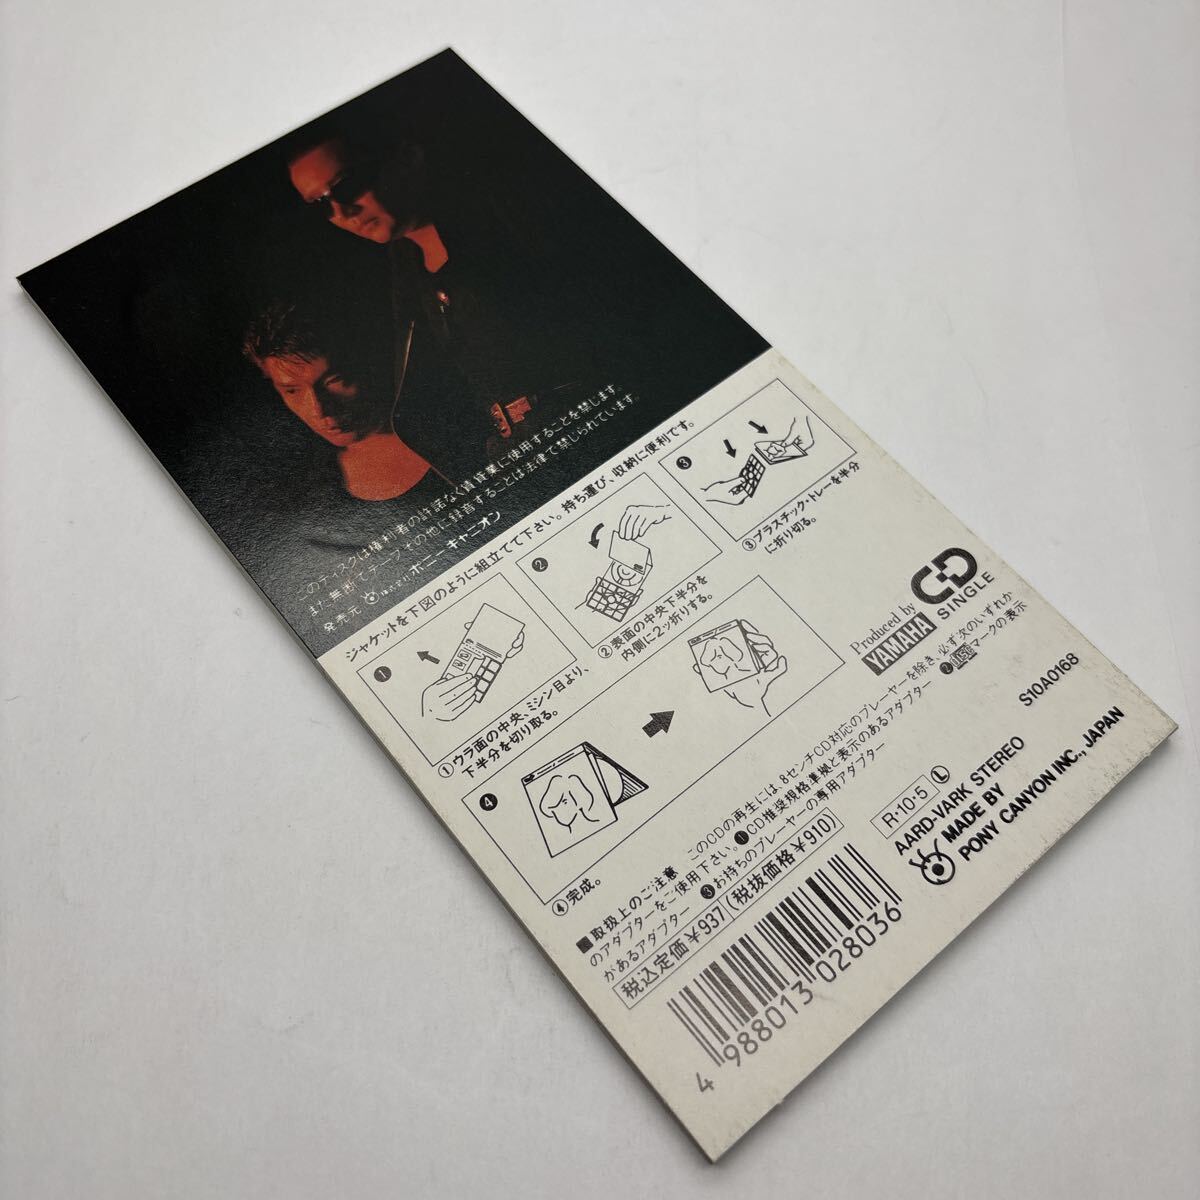 このディスクは権利者の許諾なく賃貸業に使用することを禁じます。
また無断でテープその他に録音することは法律で禁じられています。
発売元 株式会社ポニーキャニオン
ジャケットを下図のように組立てて下さい。持ち運び、収納に便利です。
1
①ウラ面の中央、ミシン目より、
下半分を切り取る。
2
②表面の中央下半分を
内側に2ッ折りする。
3
③プラスチック・トレーを半分
に折り切る。
4
④完成。
Produced by
YAMAHA
CD
SINGLE
■取扱上のご注意 このCDの再生には、8センチCD対応のプレーヤーを除き、必ず次のいずれか
のアダプターをご使用下さい。❶CD推奨規格準拠と表示のあるアダプター ❷マークの表示
があるアダプター ❸お持ちのプレーヤーの専用アダプター
税込定価¥937(税抜価格¥910)
S10A0168
R・10・5 L
AARD-VARK STEREO
MADE BY
PONY CANYON INC., JAPAN
4 988013 028036